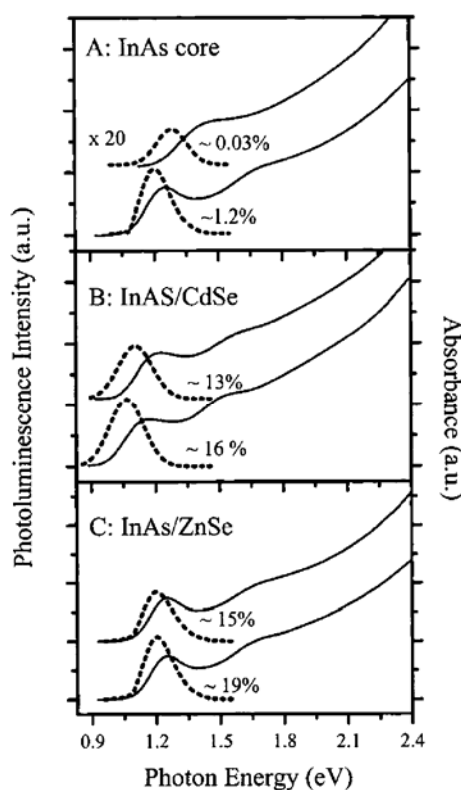 A: InAs core
x 20
~ 0.03%
~1.2%
B: InAS/CdSe
~ 13%
~ 16 %
C: InAs/ZnSe
~ 15%
~ 19%
0.9 1.2 1.5 1.8 2.1 2.4
Photon Energy (eV)
Photoluminescence Intensity (a.u.)
Absorbance (a.u.)